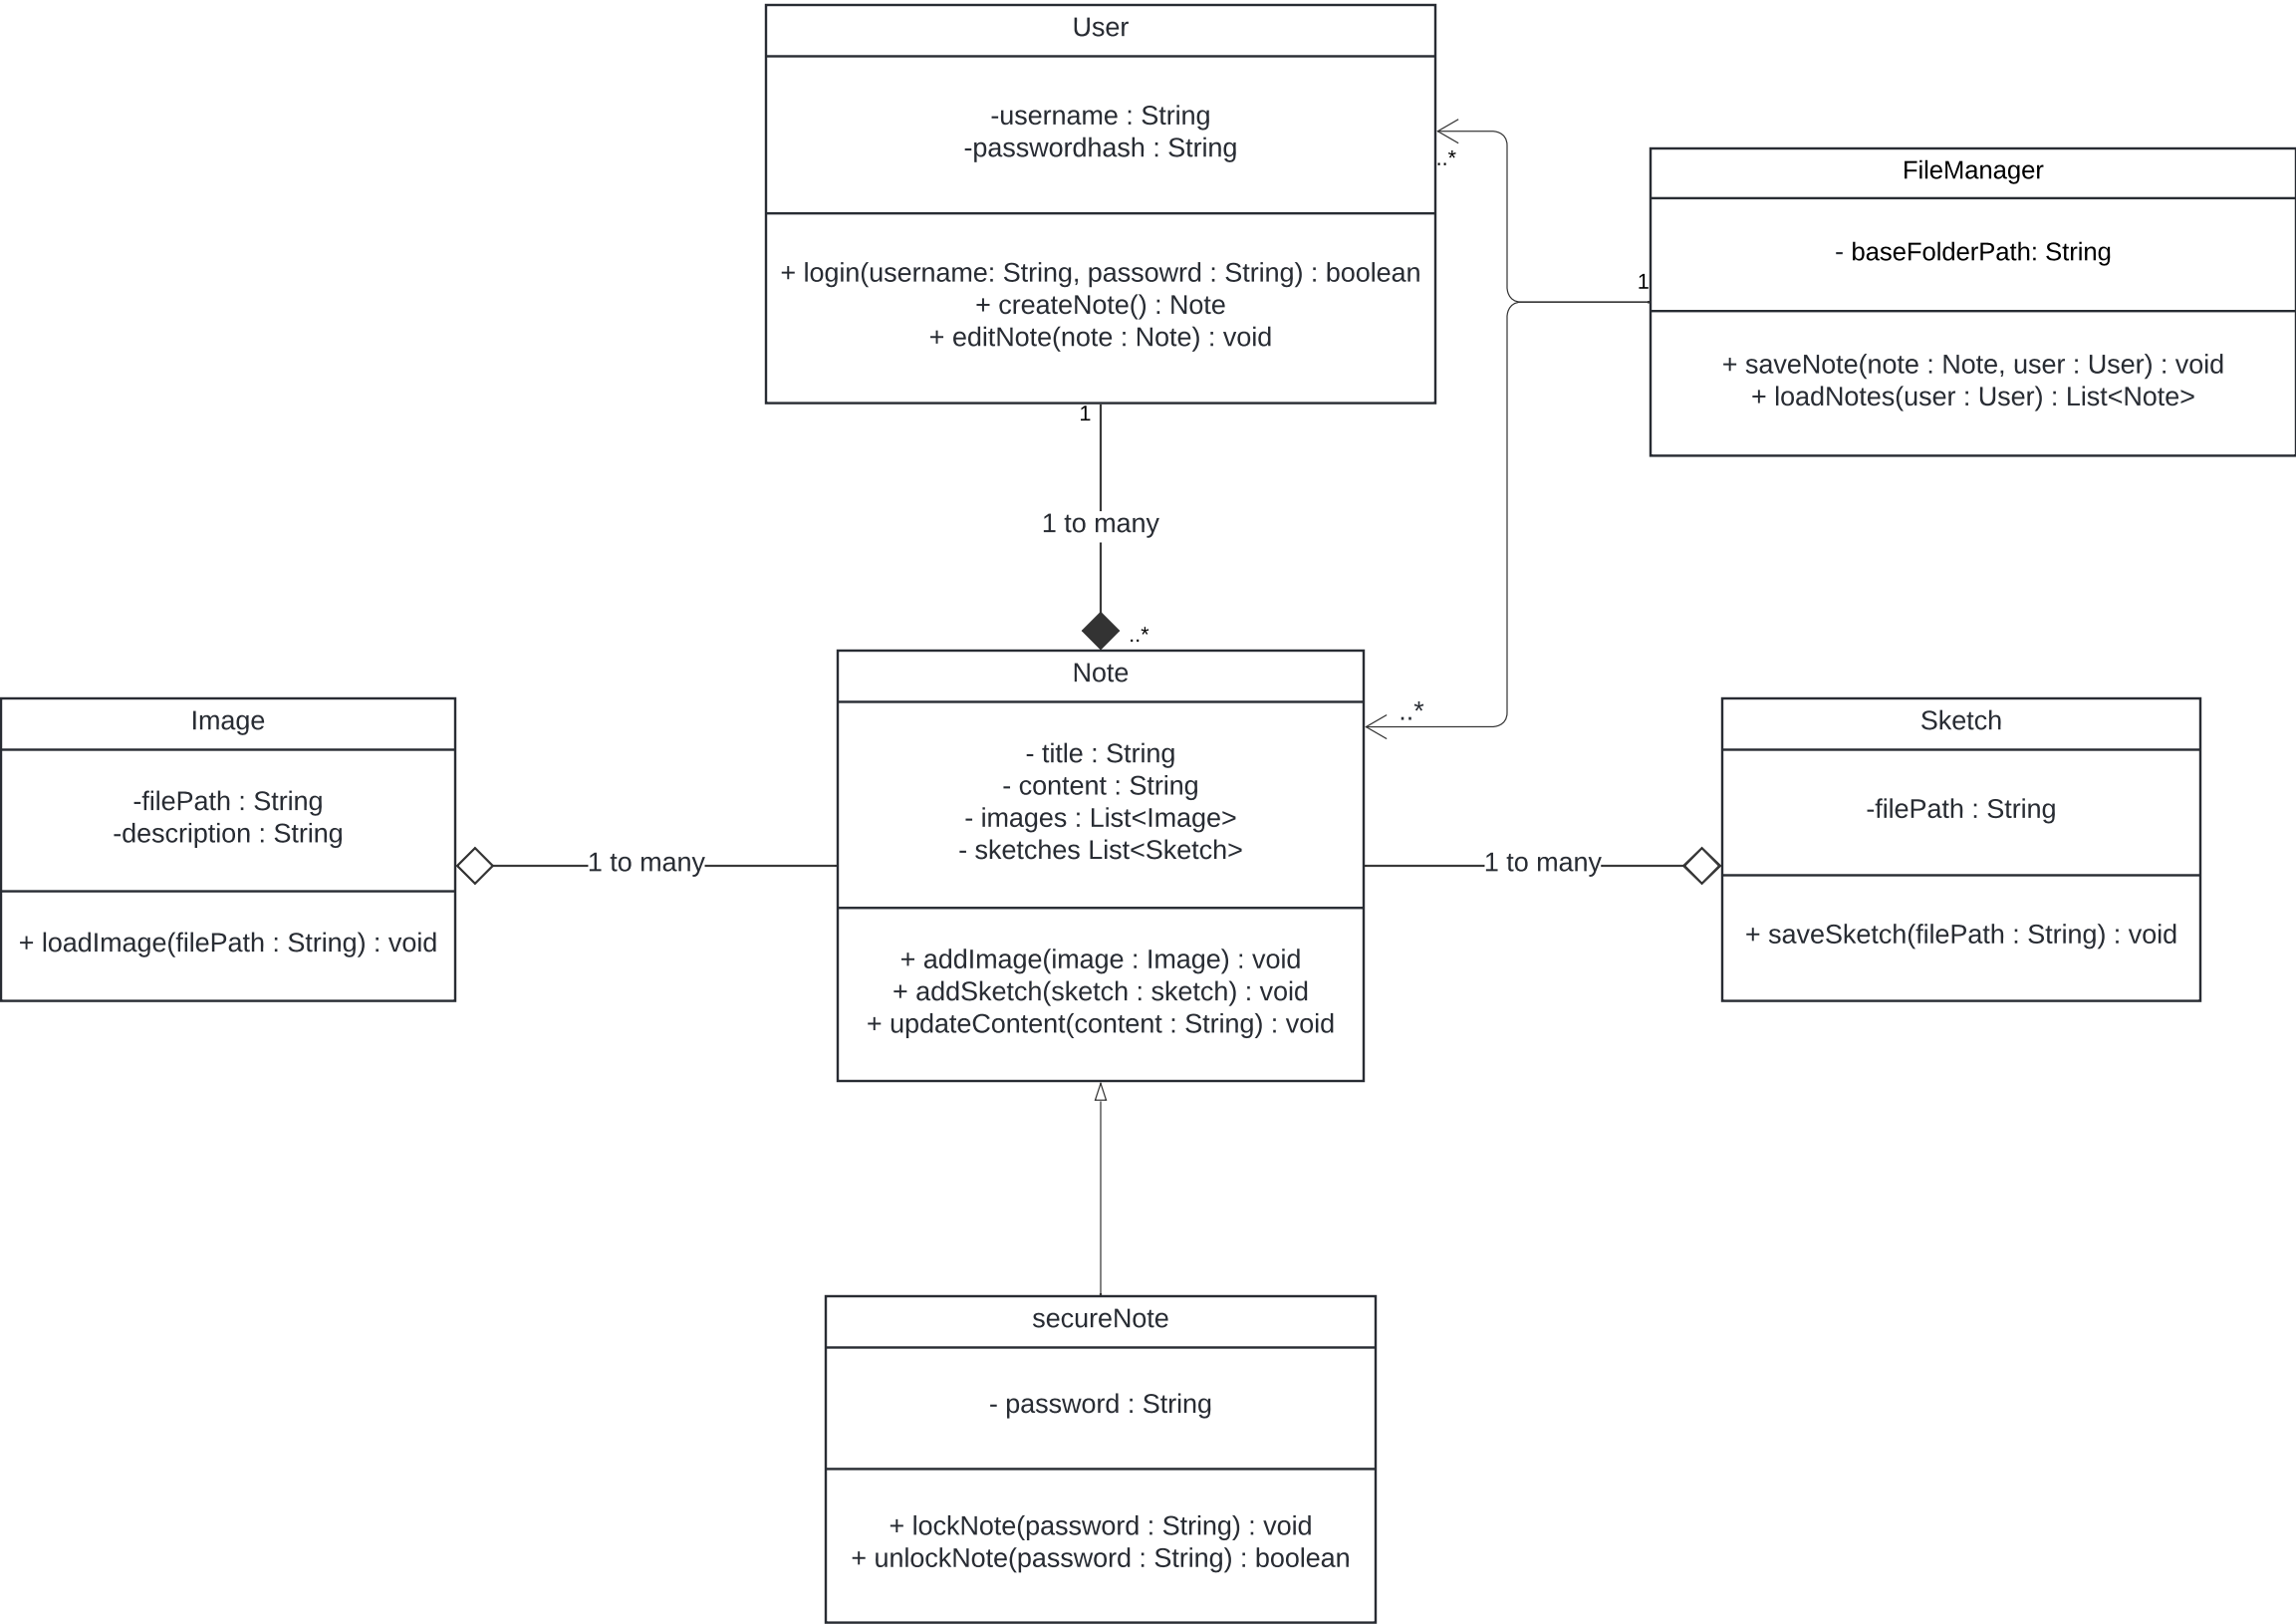 User
-username : String
-passwordhash : String
+ login(username: String, passowrd : String) : boolean
+ createNote() : Note
+ editNote(note : Note) : void
..*
1
FileManager
- baseFolderPath: String
+ saveNote(note : Note, user : User) : void
+ loadNotes(user : User) : List<Note>
1
1 to many
..*
Note
- title : String
- content : String
- images : List<Image>
- sketches List<Sketch>
+ addImage(image : Image) : void
+ addSketch(sketch : sketch) : void
+ updateContent(content : String) : void
..*
Image
-filePath : String
-description : String
+ loadImage(filePath : String) : void
1 to many
1 to many
Sketch
-filePath : String
+ saveSketch(filePath : String) : void
secureNote
- password : String
+ lockNote(password : String) : void
+ unlockNote(password : String) : boolean